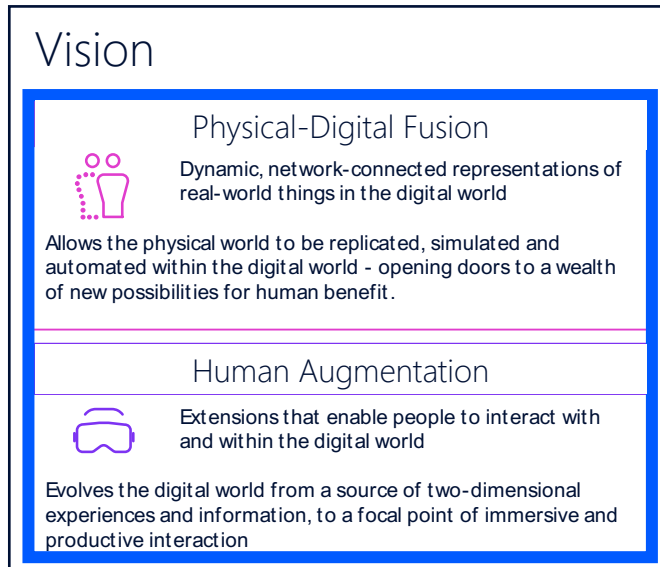 Vision
Physical-Digital Fusion
Dynamic, network-connected representations of
real-world things in the digital world
Allows the physical world to be replicated, simulated and
automated within the digital world - opening doors to a wealth
of new possibilities for human benefit.
Human Augmentation
Extensions that enable people to interact with
and within the digital world
Evolves the digital world from a source of two-dimensional
experiences and information, to a focal point of immersive and
productive interaction